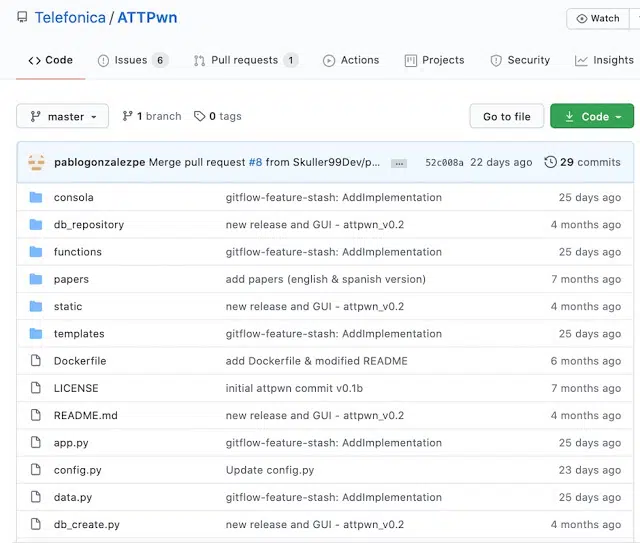 Telefonica / ATTPwn Watch
Code Issues 6 Pull requests 1 Actions Projects Security Insights
master 1 branch 0 tags Go to file Code
pablogonzalezpe Merge pull request #8 from Skuller99Dev/p... ... 52c008a 22 days ago 29 commits
consola gitflow-feature-stash: AddImplementation 25 days ago
db_repository new release and GUI - attpwn_v0.2 4 months ago
functions gitflow-feature-stash: AddImplementation 25 days ago
papers add papers (english & spanish version) 7 months ago
static new release and GUI - attpwn_v0.2 4 months ago
templates gitflow-feature-stash: AddImplementation 25 days ago
Dockerfile add Dockerfile & modified README 6 months ago
LICENSE initial attpwn commit v0.1b 7 months ago
README.md new release and GUI - attpwn_v0.2 4 months ago
app.py gitflow-feature-stash: AddImplementation 25 days ago
config.py Update config.py 23 days ago
data.py gitflow-feature-stash: AddImplementation 25 days ago
db_create.py new release and GUI - attpwn_v0.2 4 months ago